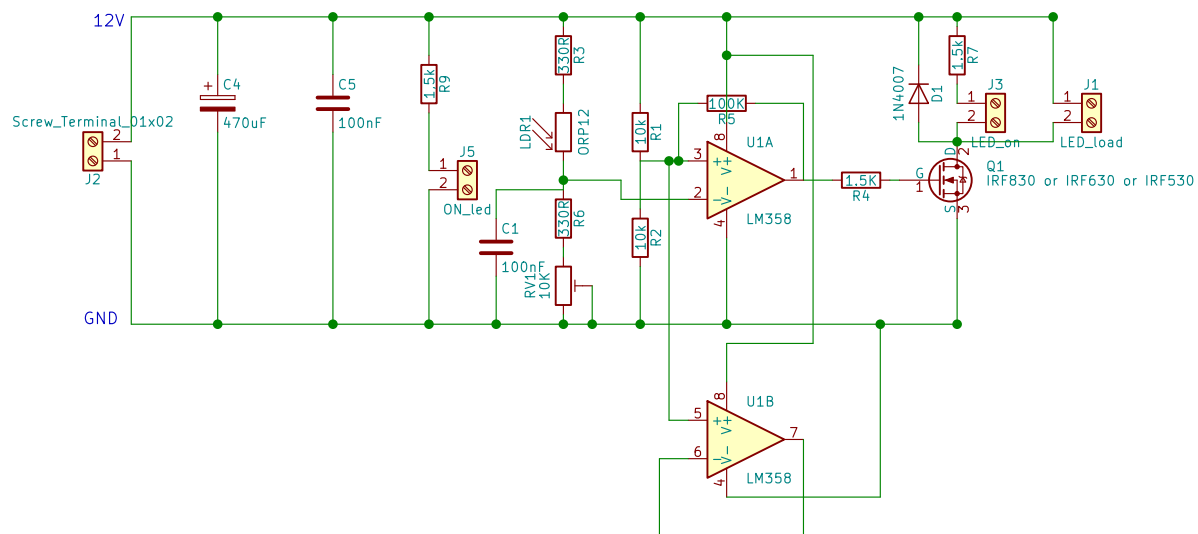 12V
GND
Screw_Terminal_01x02
2
1
J2
+
C4
470uF
C5
100nF
1.5k
R9
1
2
J5
ON_led
C1
100nF
330R
R3
LDR1
ORP12
330R
R6
RV1
10K
10k
R1
10k
R2
100K
R5
8
V+
3
+
2
-
V-
4
1
U1A
LM358
1.5K
R4
1N4007
D1
1.5k
R7
J3
1
2
LED_on
J1
1
2
LED_load
D
2
G
1
S
3
Q1
IRF830 or IRF630 or IRF530
8
V+
5
+
6
-
V-
4
7
U1B
LM358